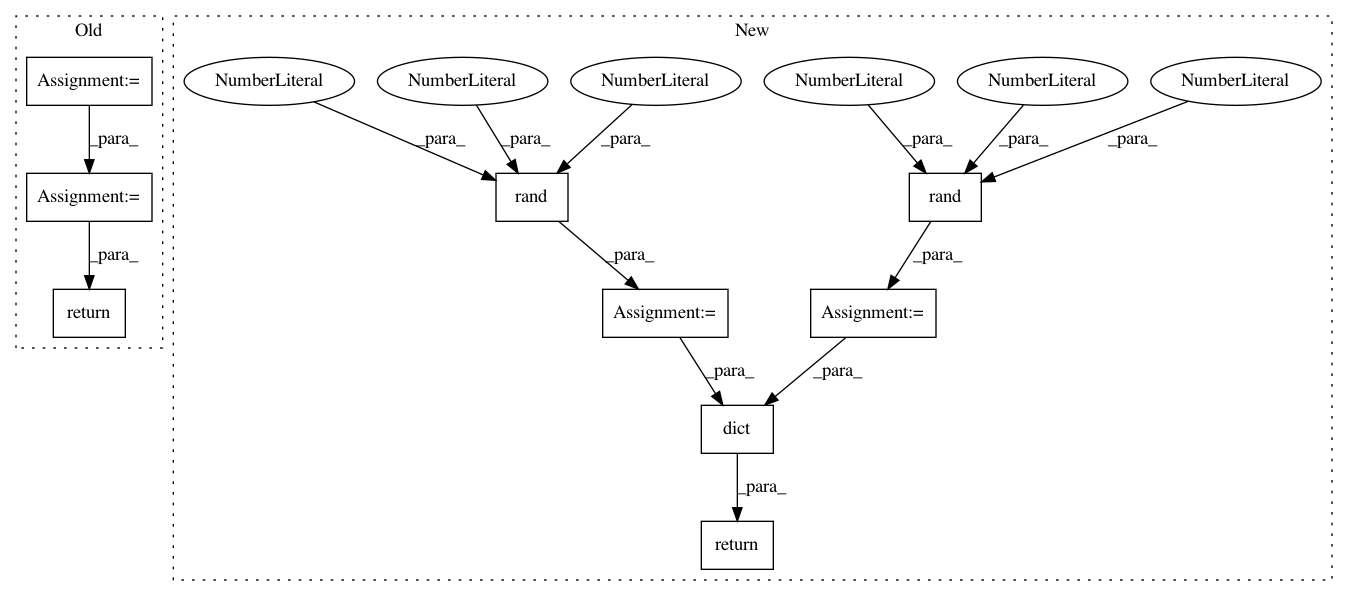 Old
New
Assignment:=
NumberLiteral
NumberLiteral
NumberLiteral
NumberLiteral
NumberLiteral
NumberLiteral
_para_
_para_
_para_
_para_
_para_
_para_
_para_
Assignment:=
rand
rand
_para_
_para_
_para_
return
Assignment:=
Assignment:=
_para_
_para_
dict
_para_
return